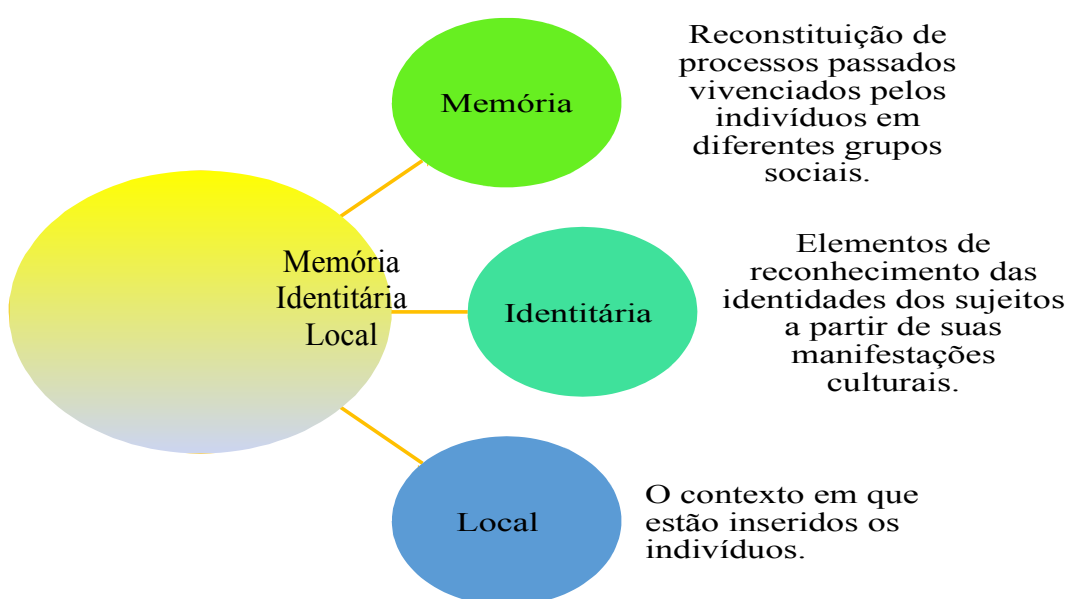 Memória
Identitária
Local
Memória
Reconstituição de
processos passados
vivenciados pelos
indivíduos em
diferentes grupos
sociais.
Identitária
Elementos de
reconhecimento das
identidades dos sujeitos
a partir de suas
manifestações
culturais.
Local
O contexto em que
estão inseridos os
indivíduos.